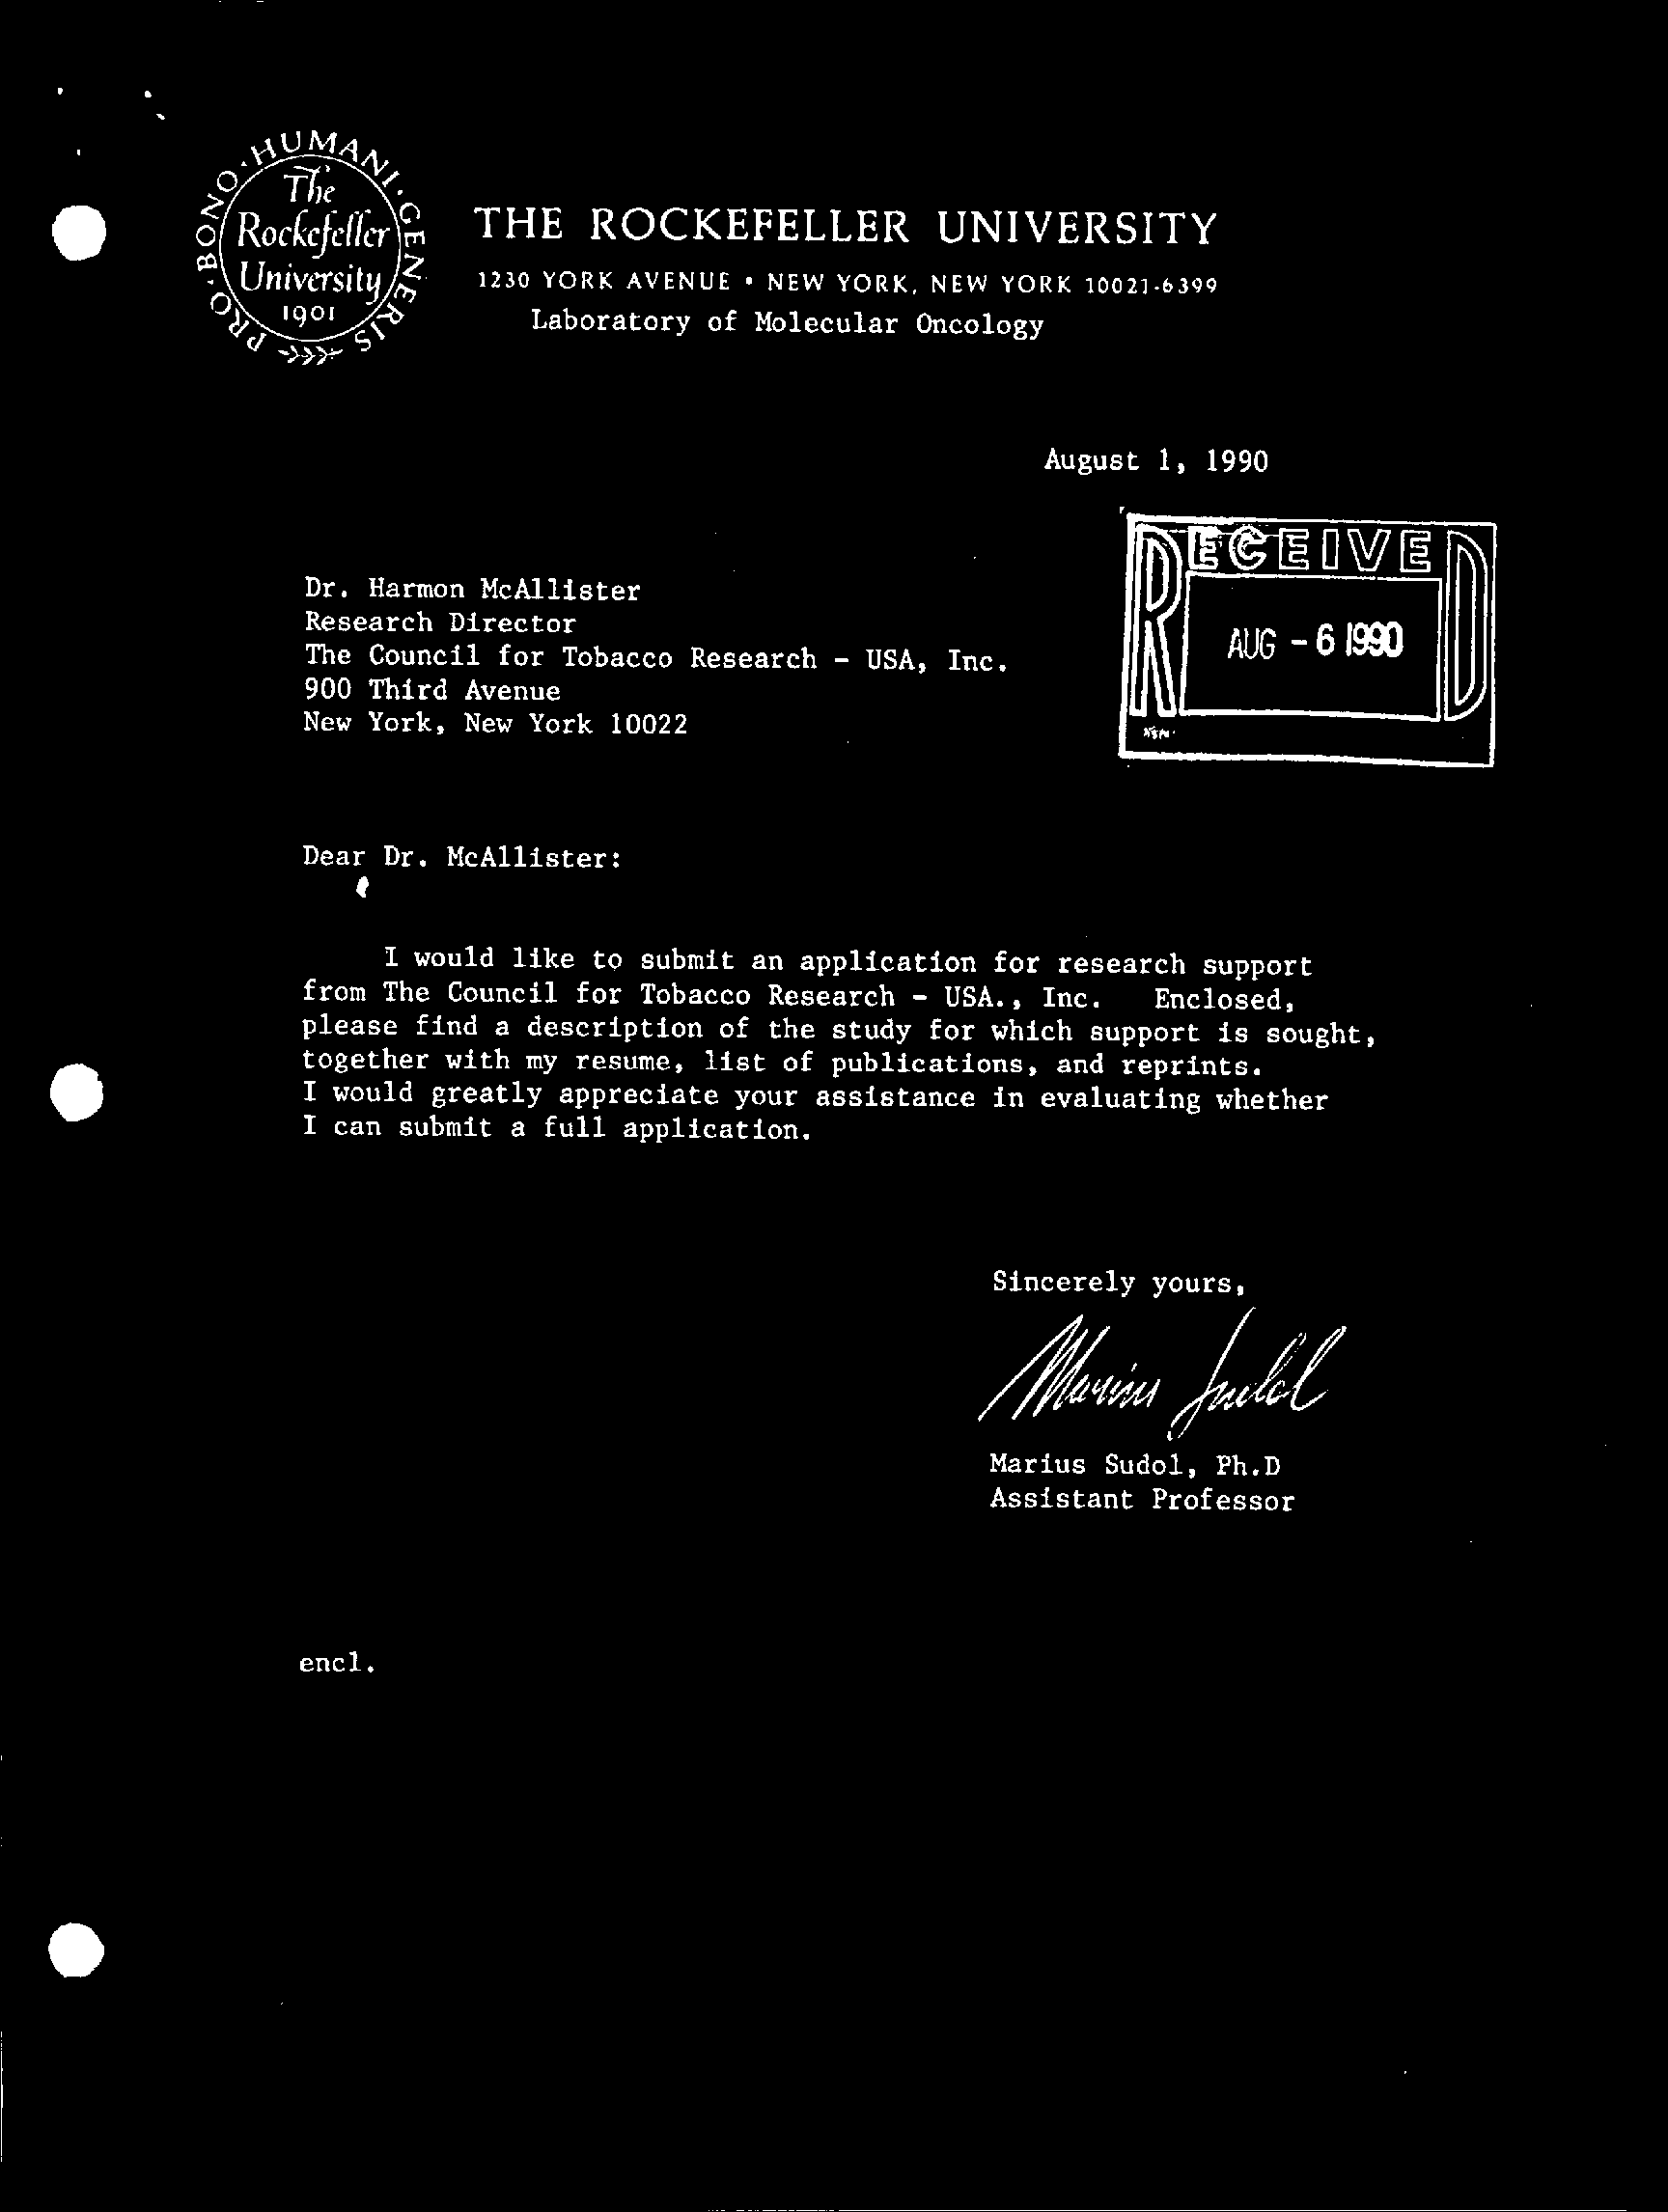 PRO·BONO·HUMANI·GENERIS
The
Rockefeller
University
1901
THE ROCKEFELLER UNIVERSITY
1230 YORK AVENUE • NEW YORK, NEW YORK 10021-6399
Laboratory of Molecular Oncology
August 1, 1990
RECEIVED
AUG - 6 1990
Dr. Harmon McAllister
Research Director
The Council for Tobacco Research - USA, Inc.
900 Third Avenue
New York, New York 10022
Dear Dr. McAllister:
I would like to submit an application for research support
from The Council for Tobacco Research - USA., Inc. Enclosed,
please find a description of the study for which support is sought,
together with my resume, list of publications, and reprints.
I would greatly appreciate your assistance in evaluating whether
I can submit a full application.
Sincerely yours,
Marius Sudol
Marius Sudol, Ph.D
Assistant Professor
encl.